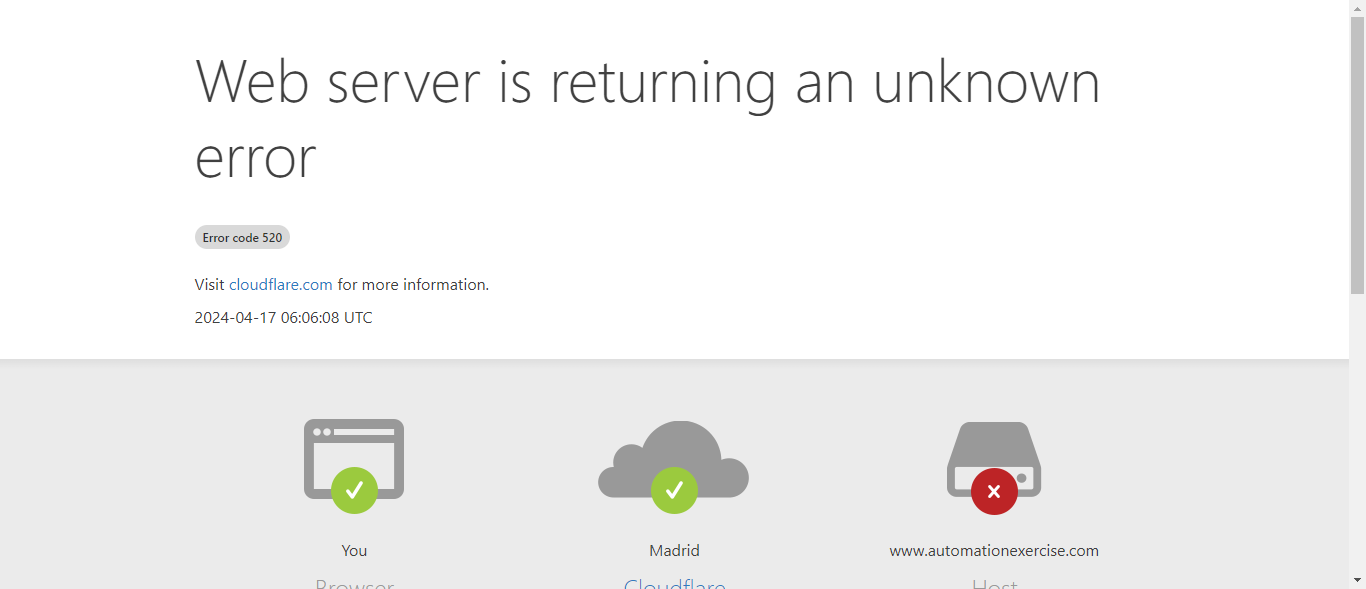 Web server is returning an unknown
error
Error code 520
Visit cloudflare.com for more information.
2024-04-17 06:06:08 UTC
You
Madrid
www.automationexercise.com
Browser
Cloudflare
Host